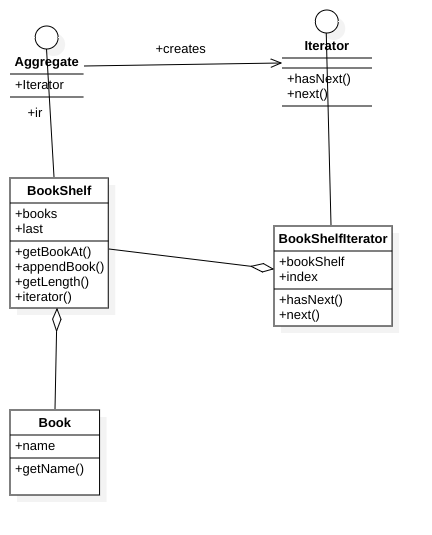 +creates
Aggregate
+Iterator
+ir
Iterator
+hasNext()
+next()
BookShelf
+books
+last
+getBookAt()
+appendBook()
+getLength()
+iterator()
BookShelfIterator
+bookShelf
+index
+hasNext()
+next()
Book
+name
+getName()